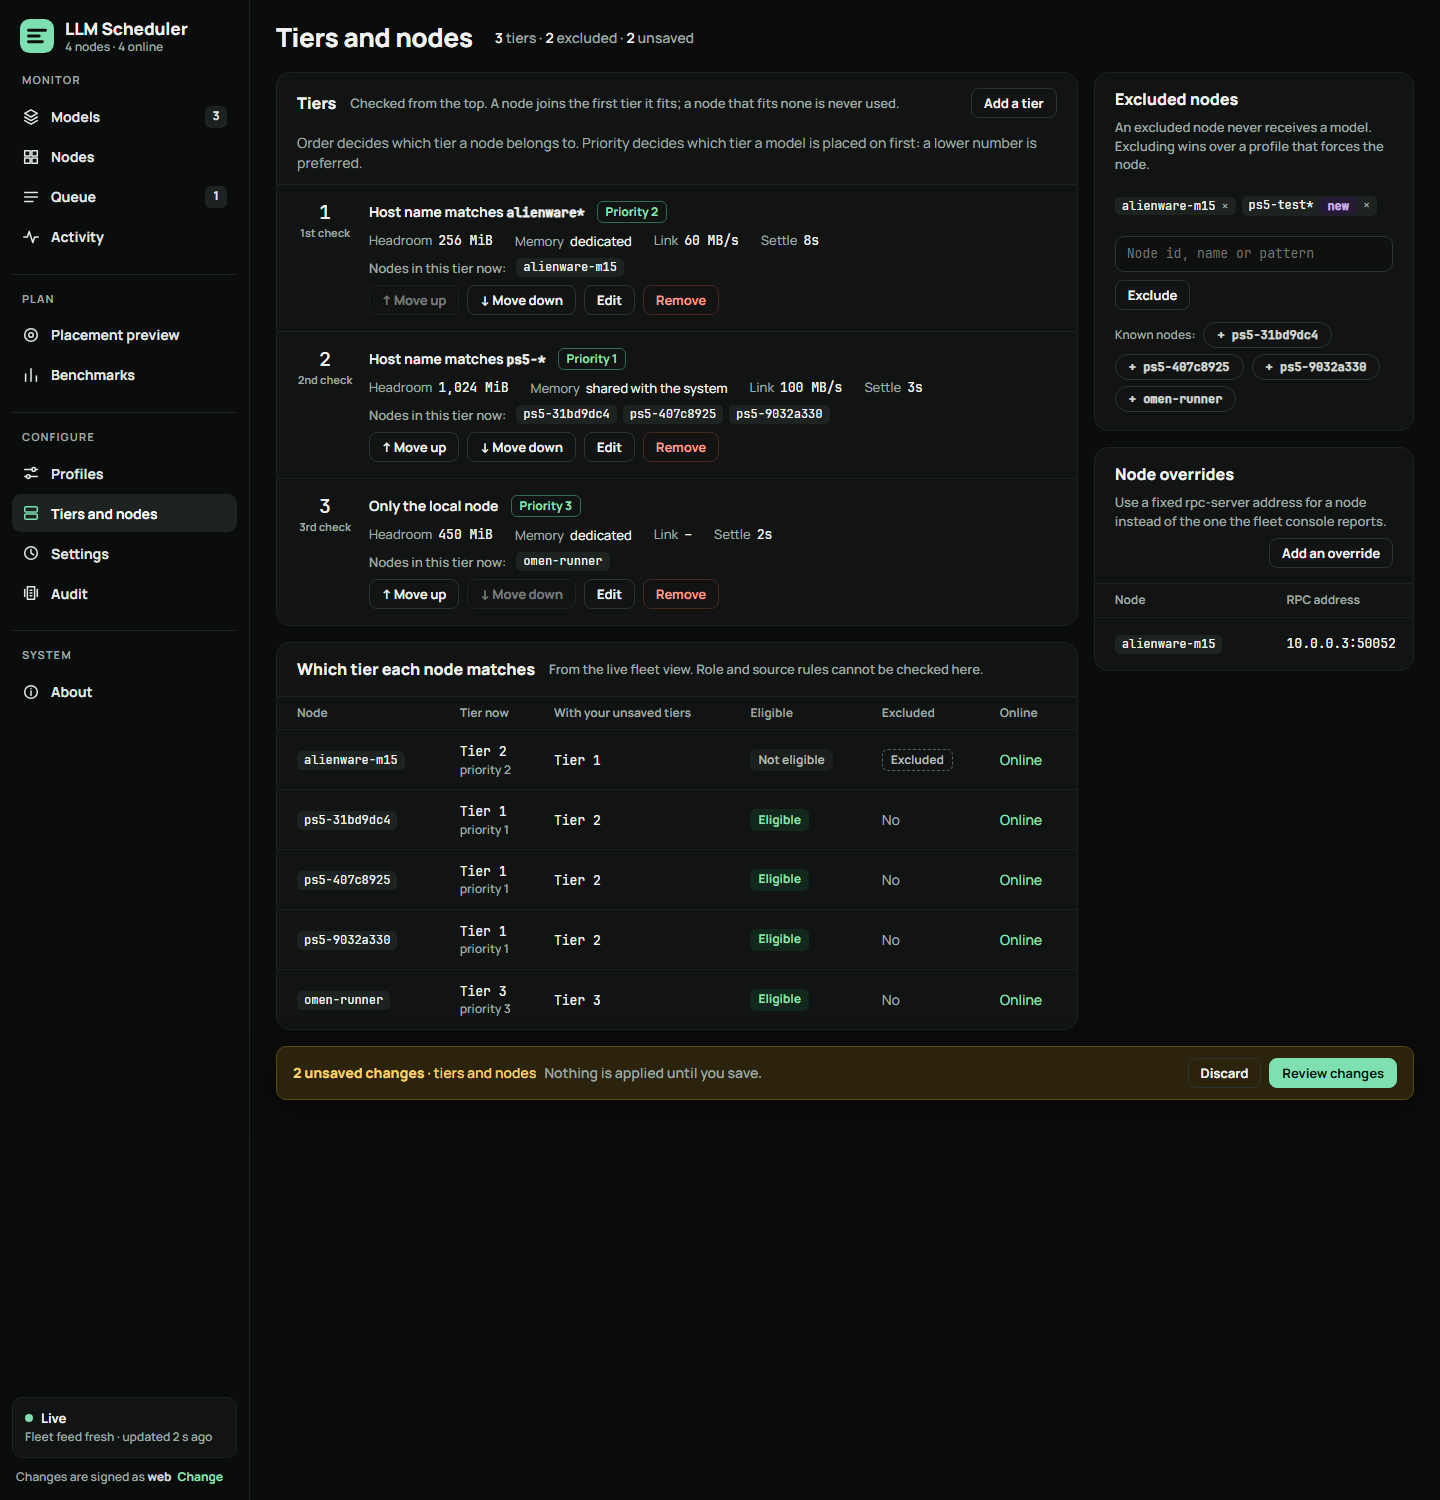 LLM Scheduler
4 nodes · 4 online
MONITOR
Models 3
Nodes
Queue 1
Activity
PLAN
Placement preview
Benchmarks
CONFIGURE
Profiles
Tiers and nodes
Settings
Audit
SYSTEM
About
Live
Fleet feed fresh · updated 2 s ago
Changes are signed as web Change
Tiers and nodes 3 tiers · 2 excluded · 2 unsaved
Tiers Checked from the top. A node joins the first tier it fits; a node that fits none is never used. Add a tier
Order decides which tier a node belongs to. Priority decides which tier a model is placed on first: a lower number is
preferred.
1 Host name matches alienware* Priority 2
1st check Headroom 256 MiB Memory dedicated Link 60 MB/s Settle 8s
Nodes in this tier now: alienware-m15
↑ Move up ↓ Move down Edit Remove
2 Host name matches ps5-* Priority 1
2nd check Headroom 1,024 MiB Memory shared with the system Link 100 MB/s Settle 3s
Nodes in this tier now: ps5-31bd9dc4 ps5-407c8925 ps5-9032a330
↑ Move up ↓ Move down Edit Remove
3 Only the local node Priority 3
3rd check Headroom 450 MiB Memory dedicated Link – Settle 2s
Nodes in this tier now: omen-runner
↑ Move up ↓ Move down Edit Remove
Which tier each node matches From the live fleet view. Role and source rules cannot be checked here.
Node Tier now With your unsaved tiers Eligible Excluded Online
alienware-m15 Tier 2 priority 2 Tier 1 Not eligible Excluded Online
ps5-31bd9dc4 Tier 1 priority 1 Tier 2 Eligible No Online
ps5-407c8925 Tier 1 priority 1 Tier 2 Eligible No Online
ps5-9032a330 Tier 1 priority 1 Tier 2 Eligible No Online
omen-runner Tier 3 priority 3 Tier 3 Eligible No Online
Excluded nodes
An excluded node never receives a model.
Excluding wins over a profile that forces the
node.
alienware-m15 × ps5-test* new ×
Node id, name or pattern
Exclude
Known nodes: + ps5-31bd9dc4
+ ps5-407c8925 + ps5-9032a330
+ omen-runner
Node overrides
Use a fixed rpc-server address for a node
instead of the one the fleet console reports.
Add an override
Node RPC address
alienware-m15 10.0.0.3:50052
2 unsaved changes · tiers and nodes Nothing is applied until you save. Discard Review changes